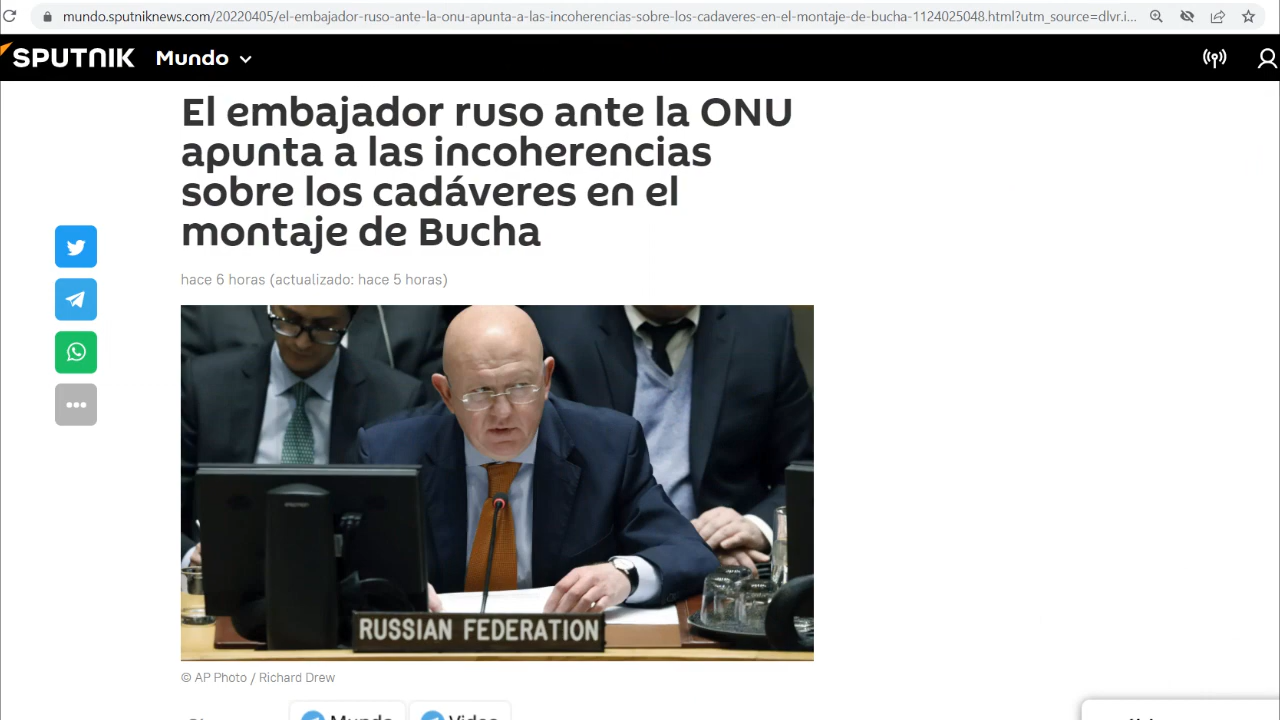 mundo.sputniknews.com/20220405/el-embajador-ruso-ante-la-onu-apunta-a-las-incoherencias-sobre-los-cadaveres-en-el-montaje-de-bucha-1124025048.html?utm_source=dlvr.i...
SPUTNIK Mundo
El embajador ruso ante la ONU
apunta a las incoherencias
sobre los cadáveres en el
montaje de Bucha
hace 6 horas (actualizado: hace 5 horas)
RUSSIAN FEDERATION
© AP Photo / Richard Drew
Mundo Video